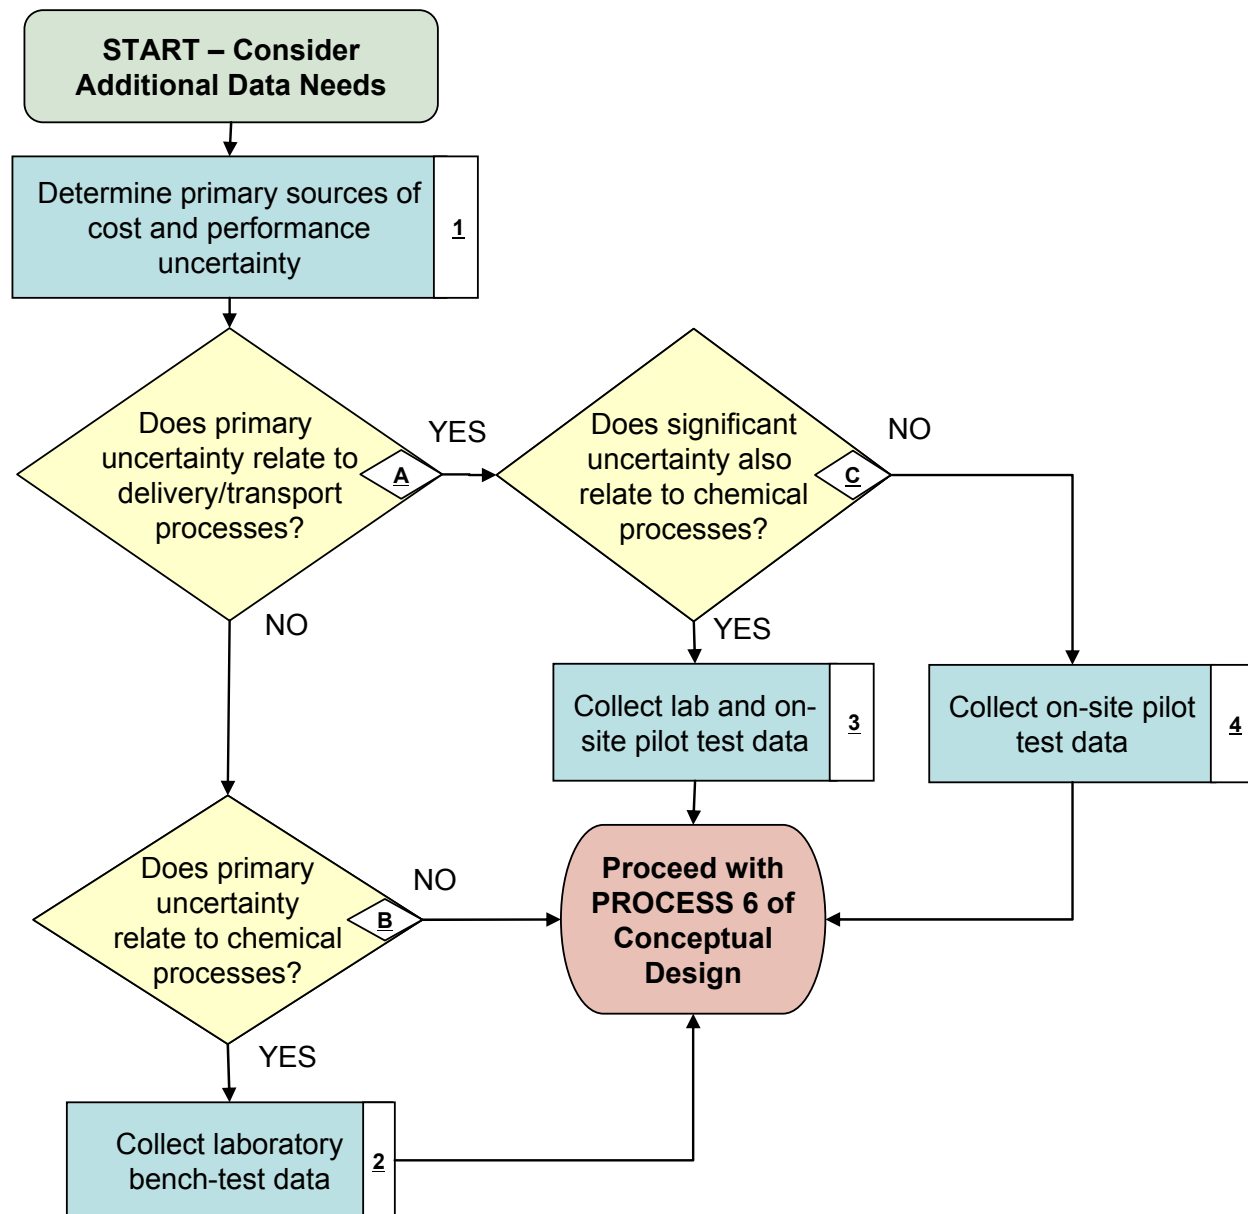 START – Consider
Additional Data Needs
Determine primary sources of
cost and performance
uncertainty
1
Does primary
uncertainty relate to
delivery/transport
processes?
A
YES
Does significant
uncertainty also
relate to chemical
processes?
C
NO
NO
YES
Collect lab and on-
site pilot test data
3
Collect on-site pilot
test data
4
Does primary
uncertainty
relate to chemical
processes?
B
NO
Proceed with
PROCESS 6 of
Conceptual
Design
YES
Collect laboratory
bench-test data
2